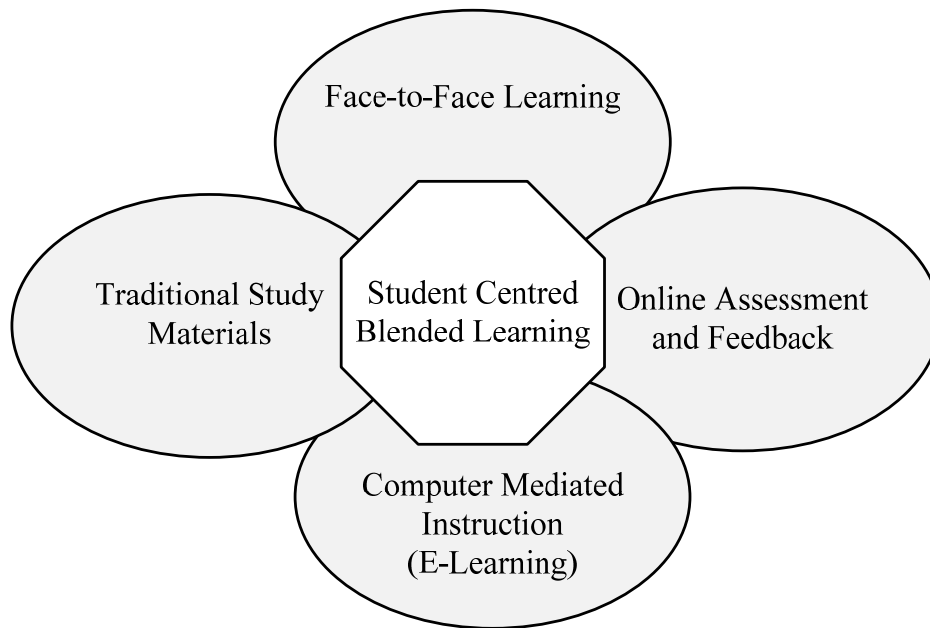 Face-to-Face Learning
Traditional Study
Materials
Student Centred
Blended Learning
Online Assessment
and Feedback
Computer Mediated
Instruction
(E-Learning)